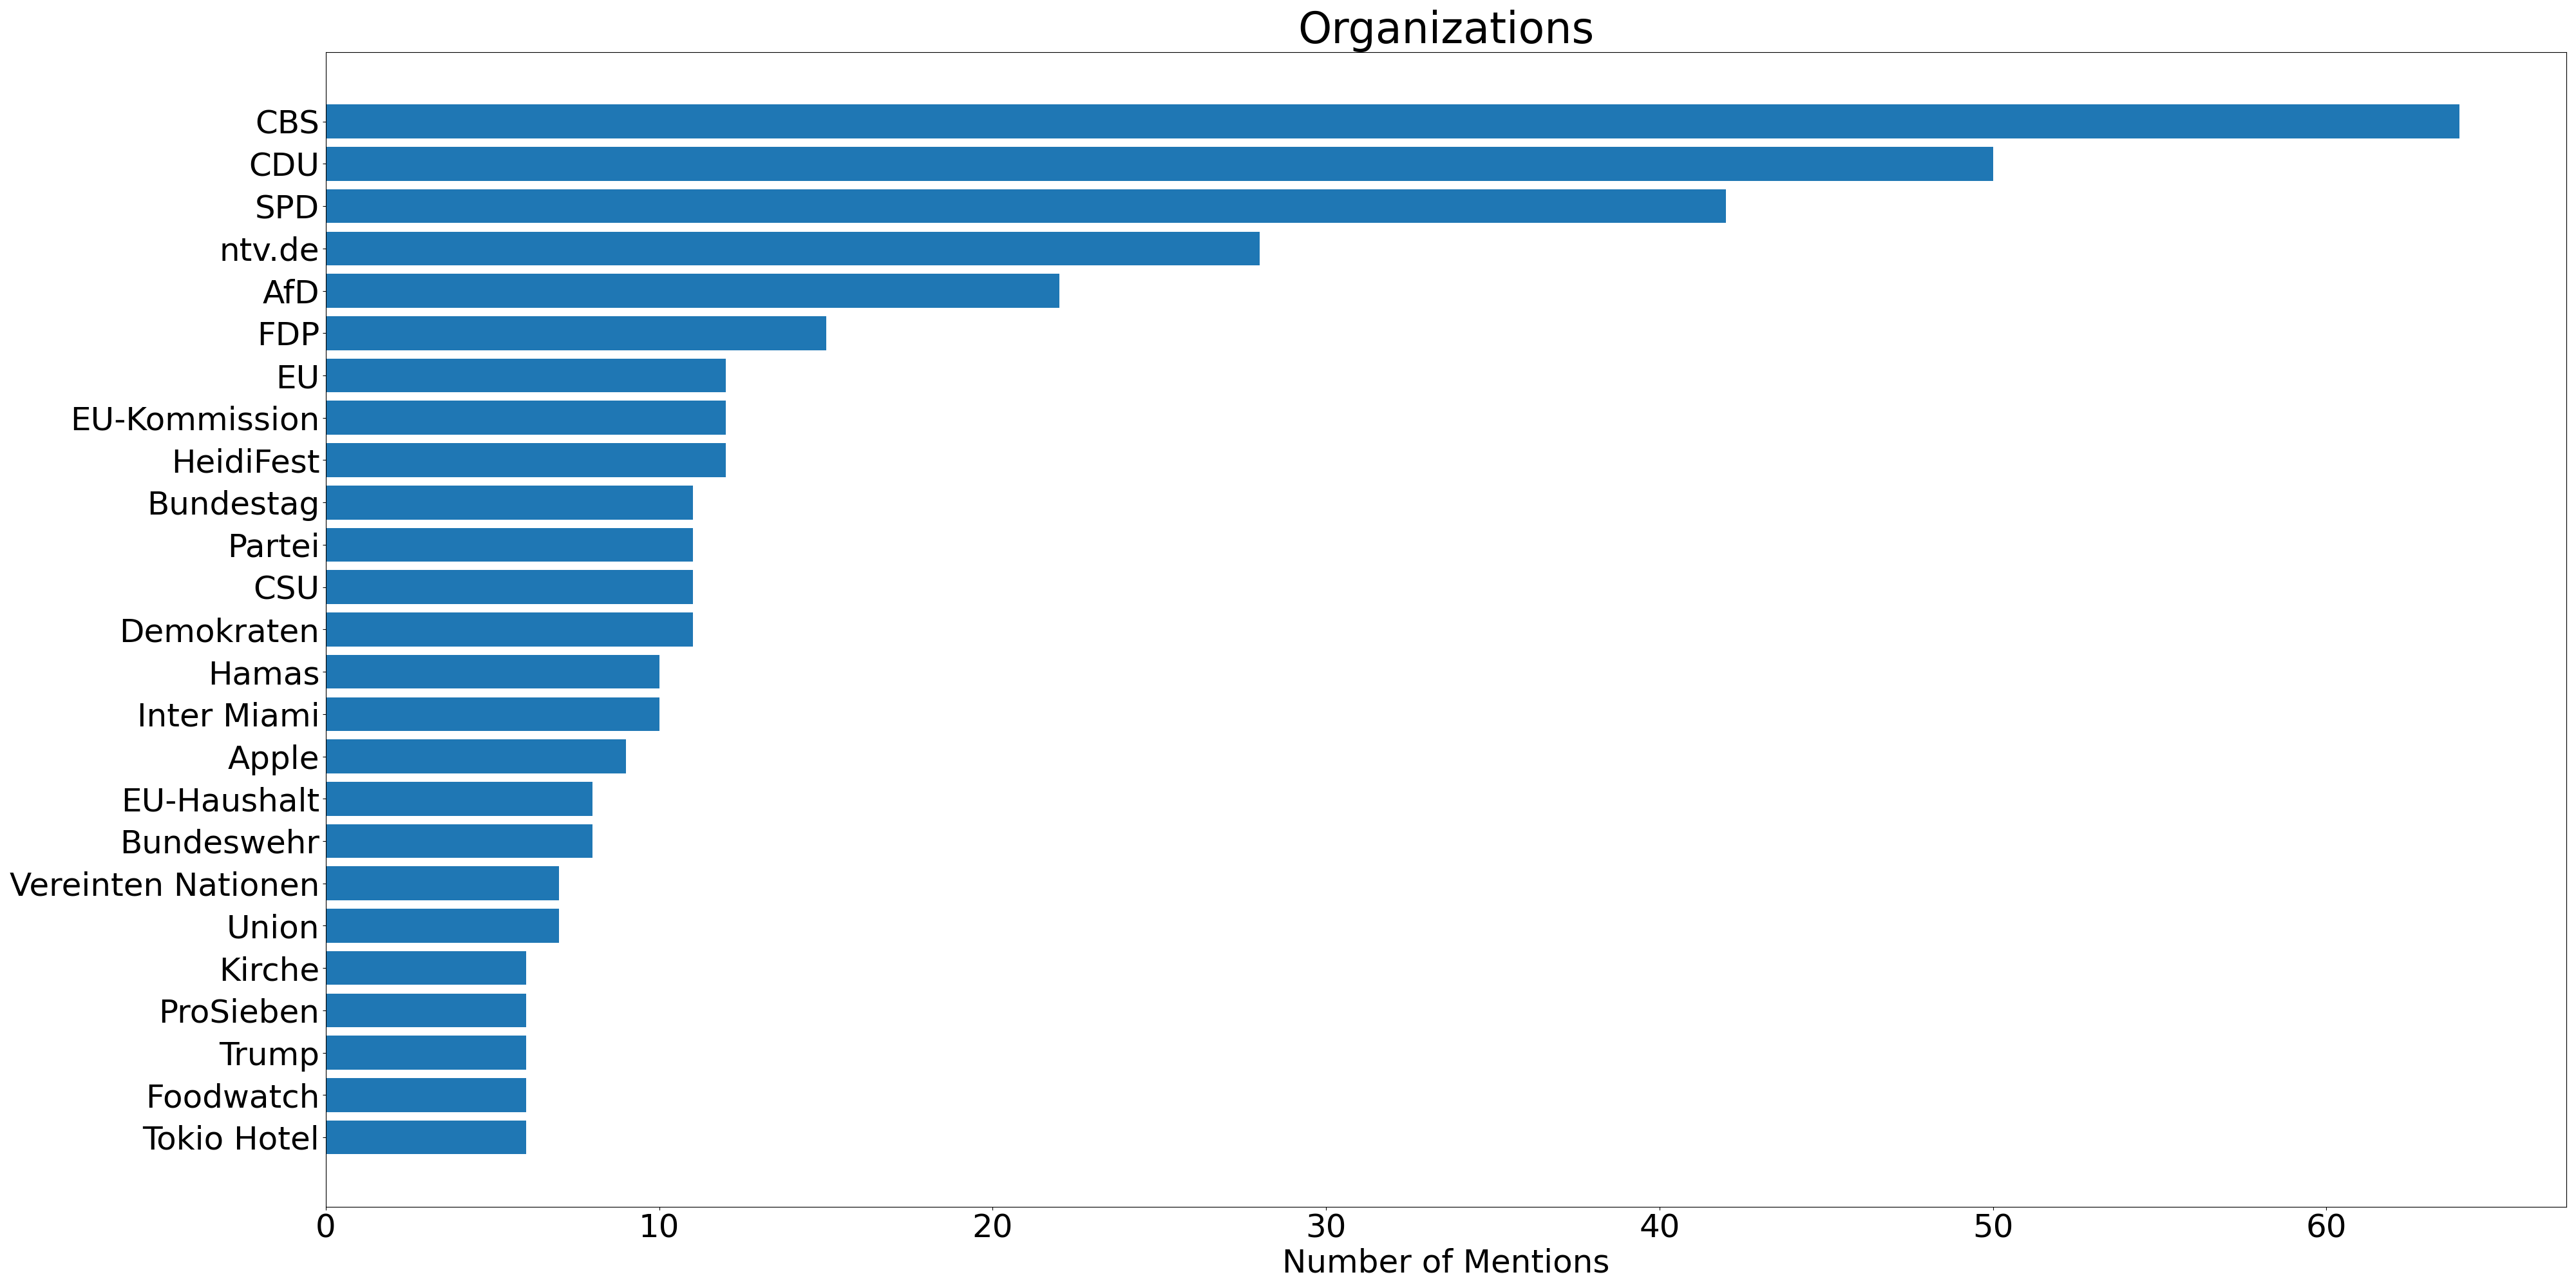 Organizations
CBS
CDU
SPD
ntv.de
AfD
FDP
EU
EU-Kommission
HeidiFest
Bundestag
Partei
CSU
Demokraten
Hamas
Inter Miami
Apple
EU-Haushalt
Bundeswehr
Vereinten Nationen
Union
Kirche
ProSieben
Trump
Foodwatch
Tokio Hotel
0 10 20 30 40 50 60
Number of Mentions